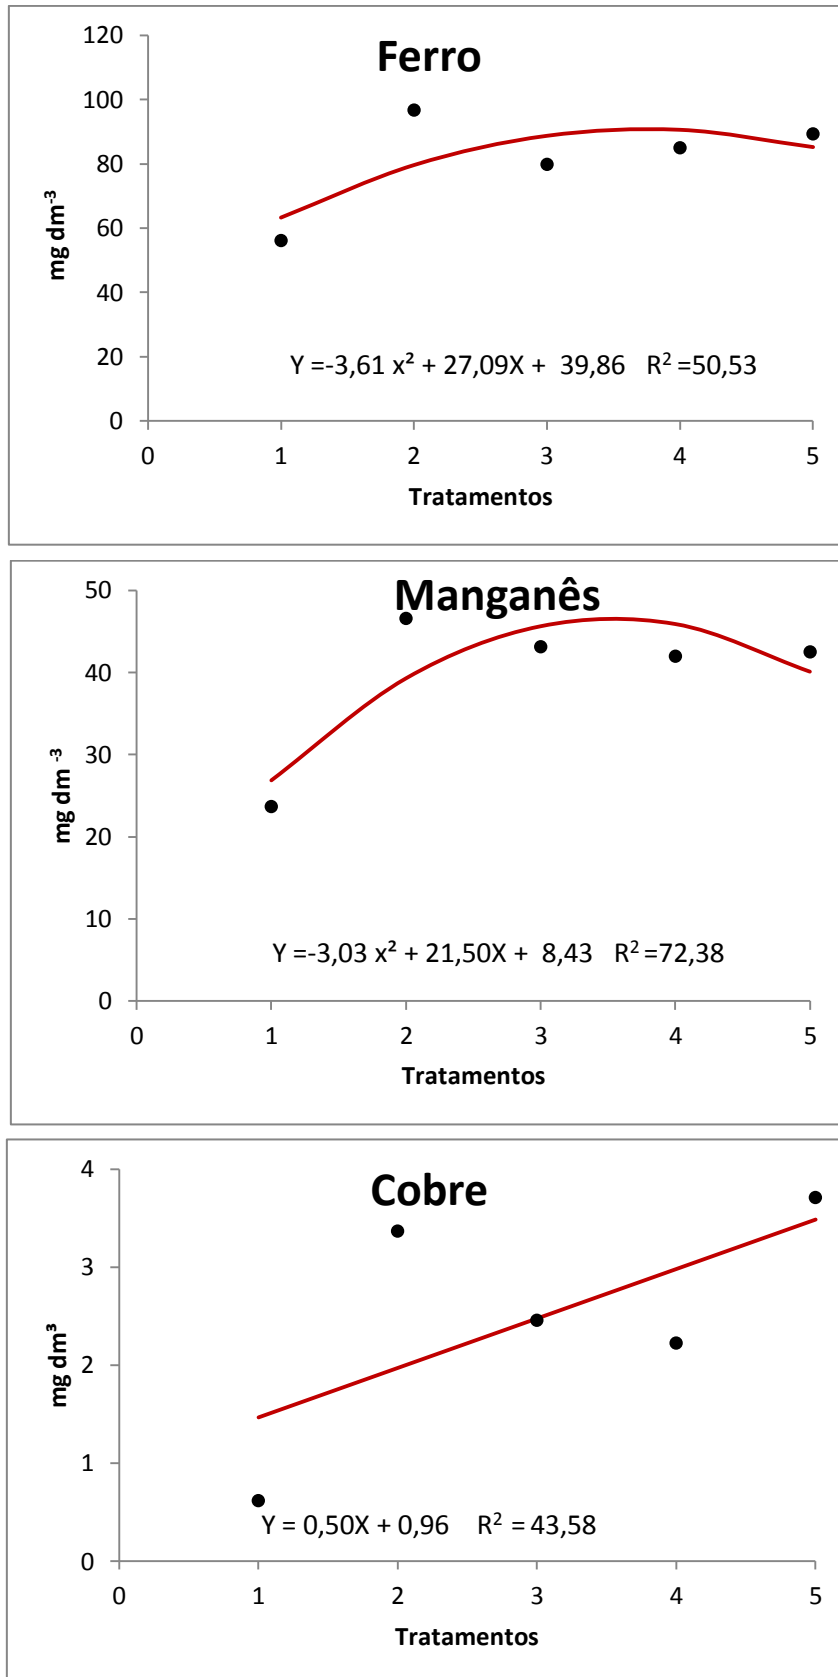 Ferro
120
100
80
60
40
20
0
mg dm⁻³
Y =-3,61 x² + 27,09X + 39,86 R² =50,53
0 1 2 3 4 5
Tratamentos
Manganês
50
40
30
20
10
0
mg dm ⁻³
Y =-3,03 x² + 21,50X + 8,43 R² =72,38
0 1 2 3 4 5
Tratamentos
Cobre
4
3
2
1
0
mg dm³
Y = 0,50X + 0,96 R² = 43,58
0 1 2 3 4 5
Tratamentos